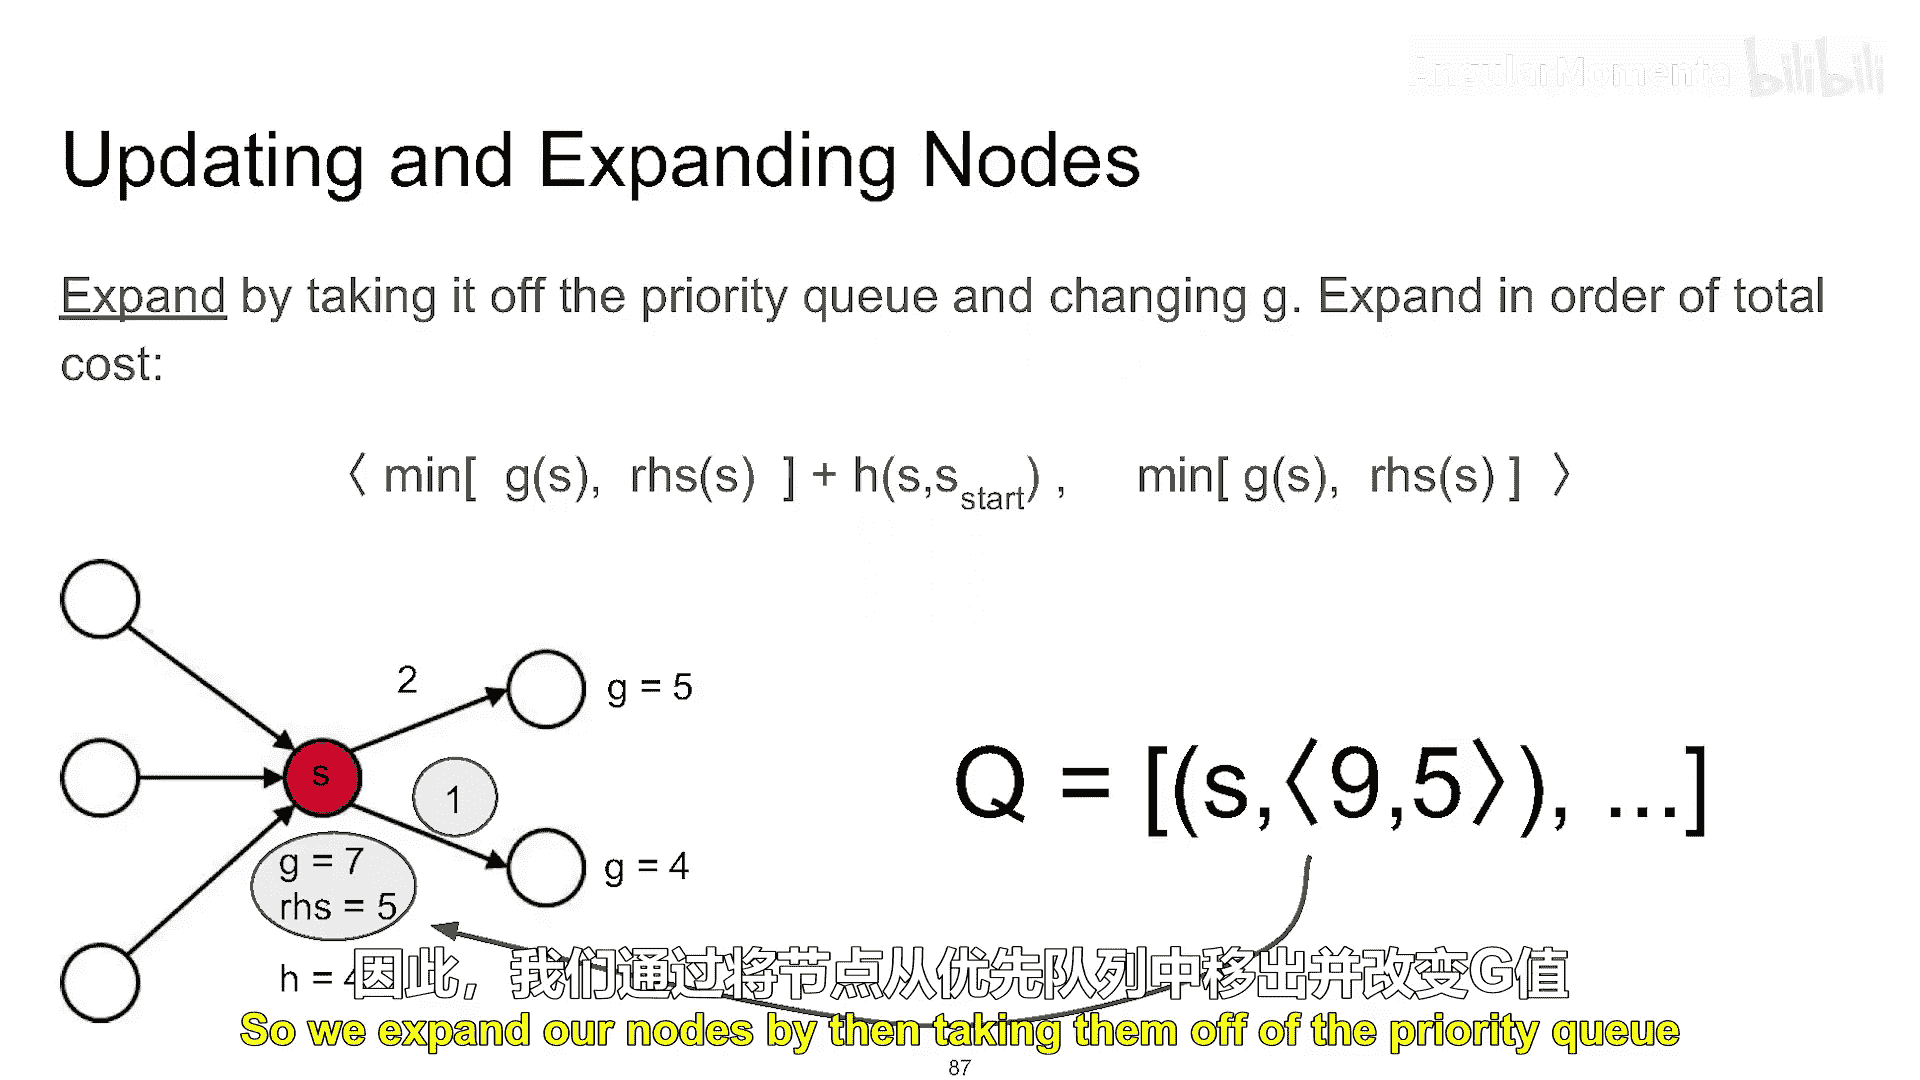 AngularMomenta bilibili
Updating and Expanding Nodes
Expand by taking it off the priority queue and changing g. Expand in order of total
cost:
〈 min[ g(s), rhs(s) ] + h(s,sstart) , min[ g(s), rhs(s) ] 〉
2
g = 5
s
1
Q = [(s,〈9,5〉), ...]
g = 7
rhs = 5
g = 4
h = 4
因此，我们通过将节点从优先队列中移出并改变G值
So we expand our nodes by then taking them off of the priority queue
87